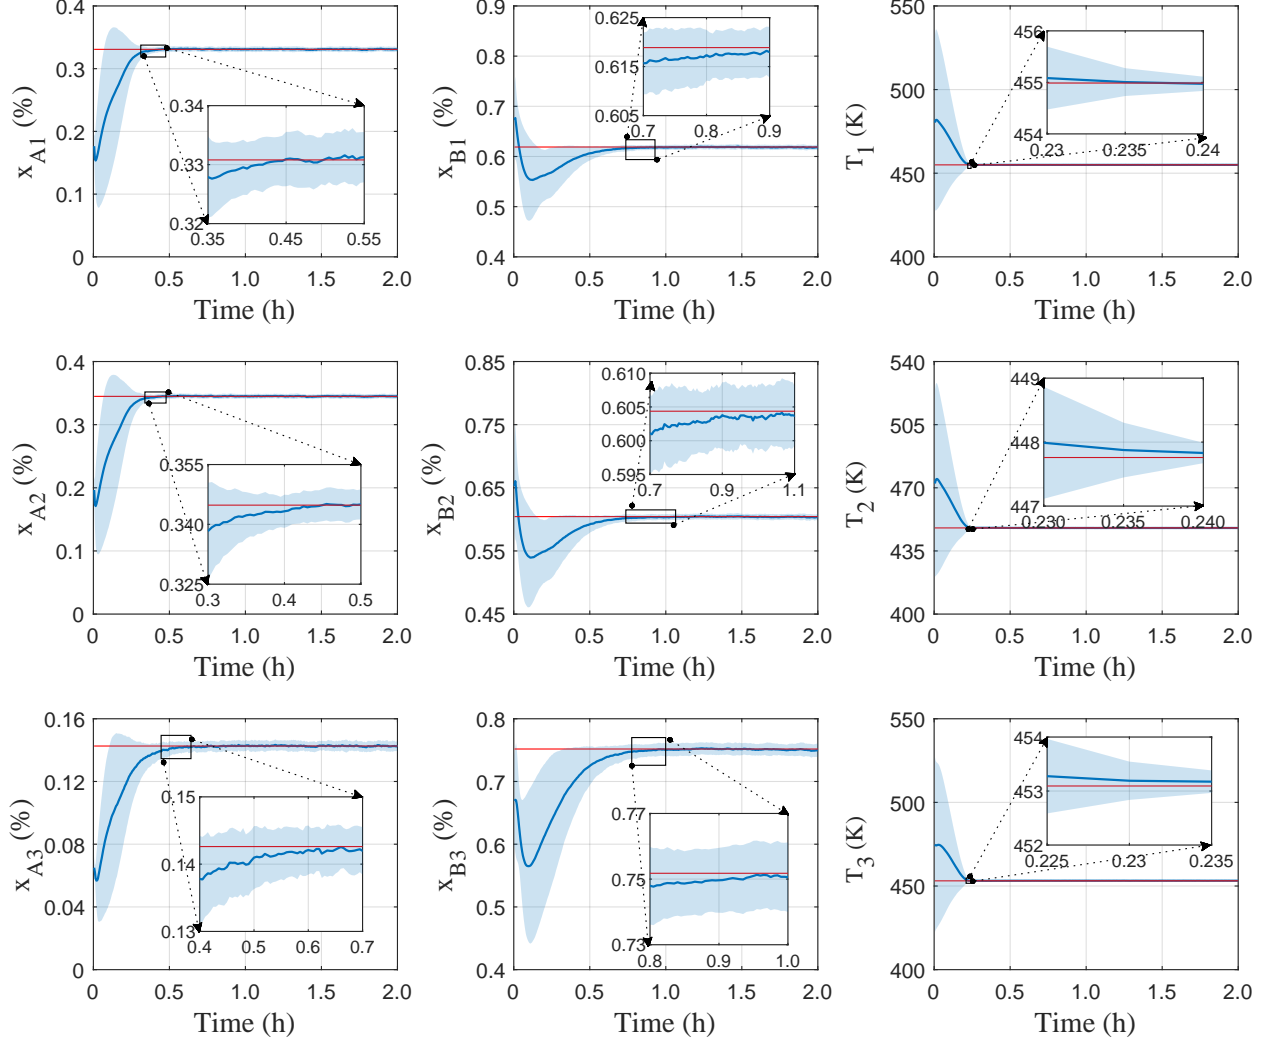 x_A1 (%)
0.4
0.3
0.2
0.1
0
0 0.5 1.0 1.5 2.0
Time (h)
0.34
0.33
0.32
0.35 0.45 0.55
x_B1 (%)
0.9
0.8
0.7
0.6
0.5
0.4
0 0.5 1.0 1.5 2.0
Time (h)
0.625
0.615
0.605
0.7 0.8 0.9
T_1 (K)
550
500
450
400
0 0.5 1.0 1.5 2.0
Time (h)
456
455
454
0.23 0.235 0.24
x_A2 (%)
0.4
0.3
0.2
0.1
0
0 0.5 1.0 1.5 2.0
Time (h)
0.355
0.340
0.325
0.3 0.4 0.5
x_B2 (%)
0.85
0.75
0.65
0.55
0.45
0 0.5 1.0 1.5 2.0
Time (h)
0.610
0.605
0.600
0.595
0.7 0.9 1.1
T_2 (K)
540
505
470
435
400
0 0.5 1.0 1.5 2.0
Time (h)
449
448
447
0.230 0.235 0.240
x_A3 (%)
0.16
0.12
0.08
0.04
0
0 0.5 1.0 1.5 2.0
Time (h)
0.15
0.14
0.13
0.4 0.5 0.6 0.7
x_B3 (%)
0.8
0.7
0.6
0.5
0.4
0 0.5 1.0 1.5 2.0
Time (h)
0.77
0.75
0.73
0.8 0.9 1.0
T_3 (K)
550
500
450
400
0 0.5 1.0 1.5 2.0
Time (h)
454
453
452
0.225 0.23 0.235